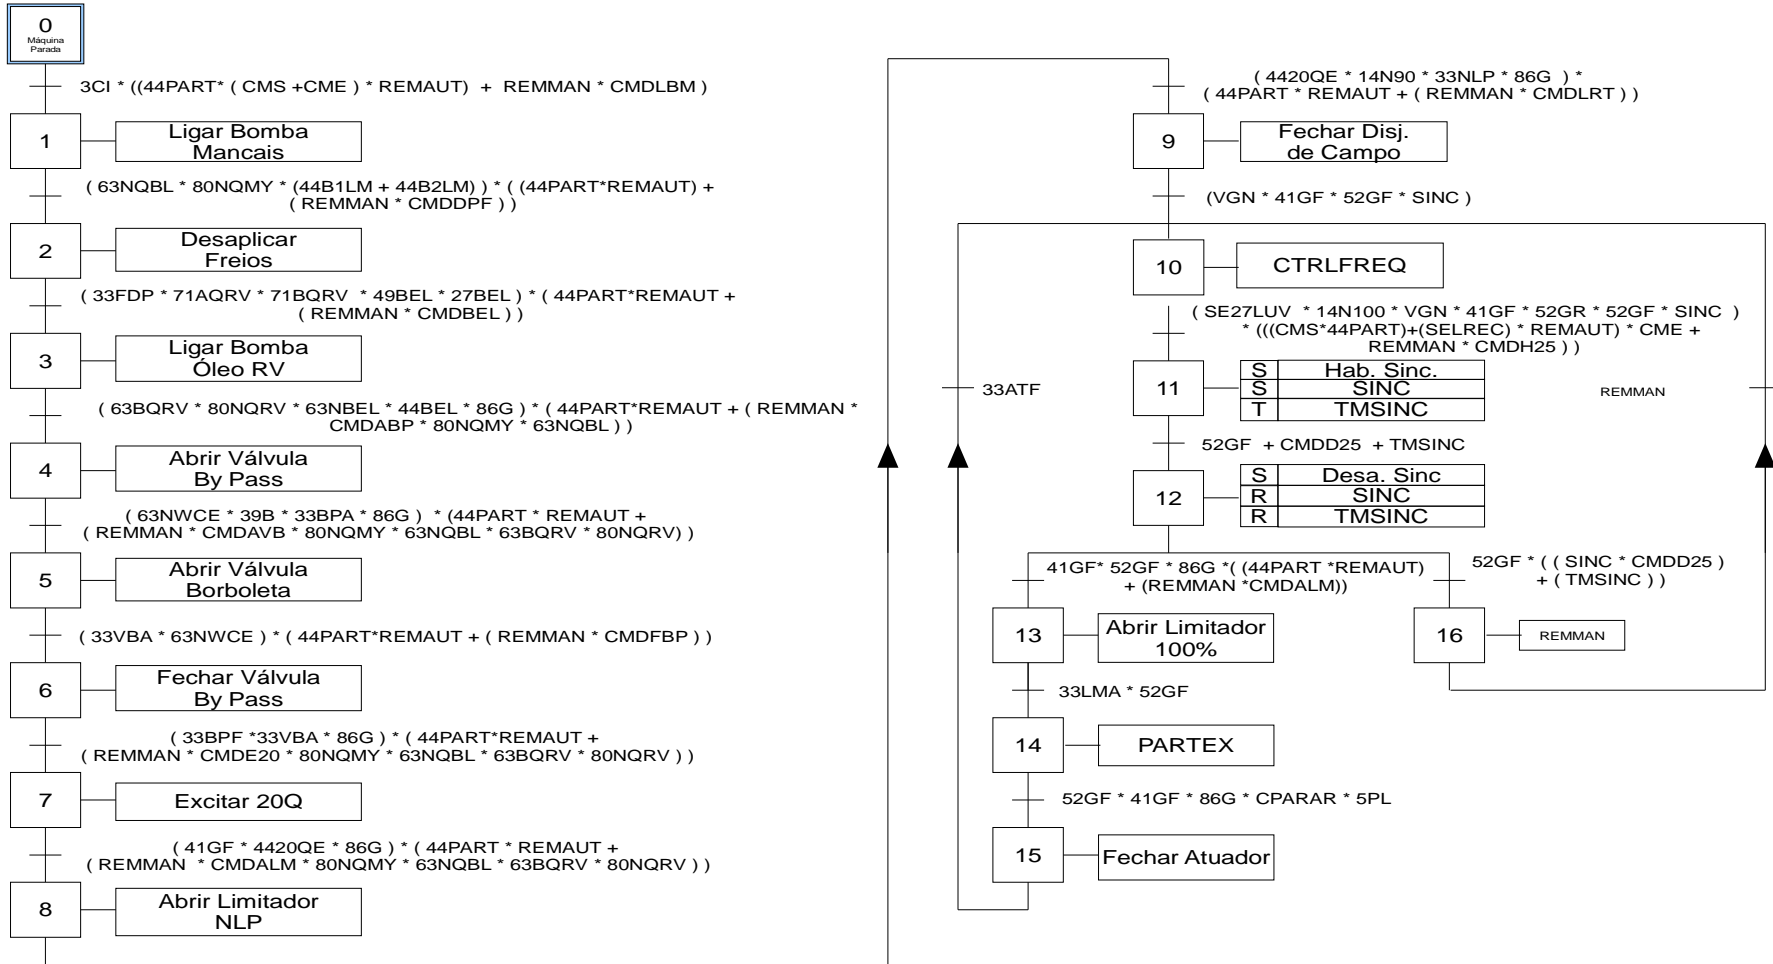 0
Máquina
Parada
3CI * ((44PART* ( CMS +CME ) * REMAUT) + REMMAN * CMDLBM )
1
Ligar Bomba
Mancais
( 63NQBL * 80NQMY * (44B1LM + 44B2LM) ) * ( (44PART*REMAUT) +
( REMMAN * CMDDPF ) )
2
Desaplicar
Freios
( 33FDP * 71AQRV * 71BQRV * 49BEL * 27BEL ) * ( 44PART*REMAUT +
( REMMAN * CMDBEL ) )
3
Ligar Bomba
Óleo RV
( 63BQRV * 80NQRV * 63NBEL * 44BEL * 86G ) * ( 44PART*REMAUT + ( REMMAN *
CMDABP * 80NQMY * 63NQBL ) )
4
Abrir Válvula
By Pass
( 63NWCE * 39B * 33BPA * 86G ) * (44PART * REMAUT +
( REMMAN * CMDAVB * 80NQMY * 63NQBL * 63BQRV * 80NQRV) )
5
Abrir Válvula
Borboleta
( 33VBA * 63NWCE ) * ( 44PART*REMAUT + ( REMMAN * CMDFBP ) )
6
Fechar Válvula
By Pass
( 33BPF *33VBA * 86G ) * ( 44PART*REMAUT +
( REMMAN * CMDE20 * 80NQMY * 63NQBL * 63BQRV * 80NQRV ) )
7
Excitar 20Q
( 41GF * 4420QE * 86G ) * ( 44PART * REMAUT +
( REMMAN * CMDALM * 80NQMY * 63NQBL * 63BQRV * 80NQRV ) )
8
Abrir Limitador
NLP
( 4420QE * 14N90 * 33NLP * 86G ) *
( 44PART * REMAUT + ( REMMAN * CMDLRT ) )
9
Fechar Disj.
de Campo
(VGN * 41GF * 52GF * SINC )
10
CTRLFREQ
( SE27LUV * 14N100 * VGN * 41GF * 52GR * 52GF * SINC )
* (((CMS*44PART)+(SELREC) * REMAUT) * CME +
REMMAN * CMDH25 ) )
11
S Hab. Sinc.
S SINC
T TMSINC
33ATF
REMMAN
52GF + CMDD25 + TMSINC
12
S Desa. Sinc
R SINC
R TMSINC
41GF* 52GF * 86G *( (44PART *REMAUT)
+ (REMMAN *CMDALM))
52GF * ( ( SINC * CMDD25 )
+ ( TMSINC ) )
13
Abrir Limitador
100%
16
REMMAN
33LMA * 52GF
14
PARTEX
52GF * 41GF * 86G * CPARAR * 5PL
15
Fechar Atuador